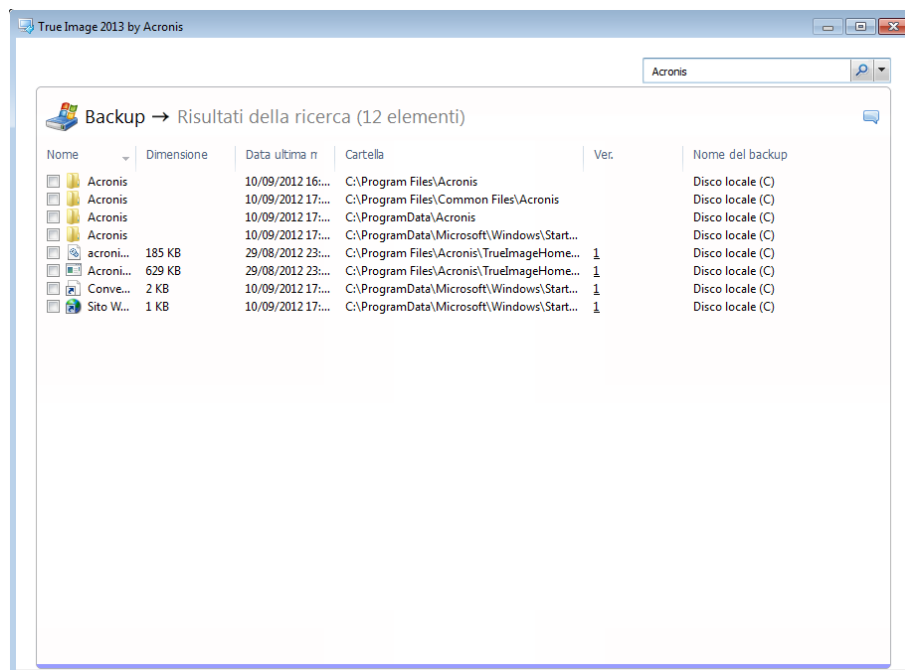 True Image 2013 by Acronis
Acronis
Backup → Risultati della ricerca (12 elementi)
Nome Dimensione Data ultima m Cartella Ver. Nome del backup
Acronis 10/09/2012 16:... C:\Program Files\Acronis Disco locale (C)
Acronis 10/09/2012 17:... C:\Program Files\Common Files\Acronis Disco locale (C)
Acronis 10/09/2012 17:... C:\ProgramData\Acronis Disco locale (C)
Acronis 10/09/2012 17:... C:\ProgramData\Microsoft\Windows\Start... Disco locale (C)
acroni... 185 KB 29/08/2012 23:... C:\Program Files\Acronis\TrueImageHome... 1 Disco locale (C)
Acroni... 629 KB 29/08/2012 23:... C:\Program Files\Acronis\TrueImageHome... 1 Disco locale (C)
Conve... 2 KB 10/09/2012 17:... C:\ProgramData\Microsoft\Windows\Start... 1 Disco locale (C)
Sito W... 1 KB 10/09/2012 17:... C:\ProgramData\Microsoft\Windows\Start... 1 Disco locale (C)